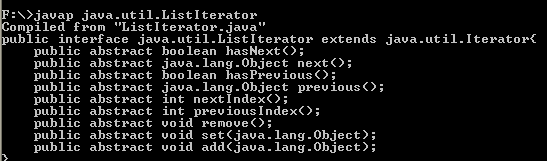 F:\>javap java.util.ListIterator
Compiled from "ListIterator.java"
public interface java.util.ListIterator extends java.util.Iterator{
    public abstract boolean hasNext();
    public abstract java.lang.Object next();
    public abstract boolean hasPrevious();
    public abstract java.lang.Object previous();
    public abstract int nextIndex();
    public abstract int previousIndex();
    public abstract void remove();
    public abstract void set(java.lang.Object);
    public abstract void add(java.lang.Object);
}